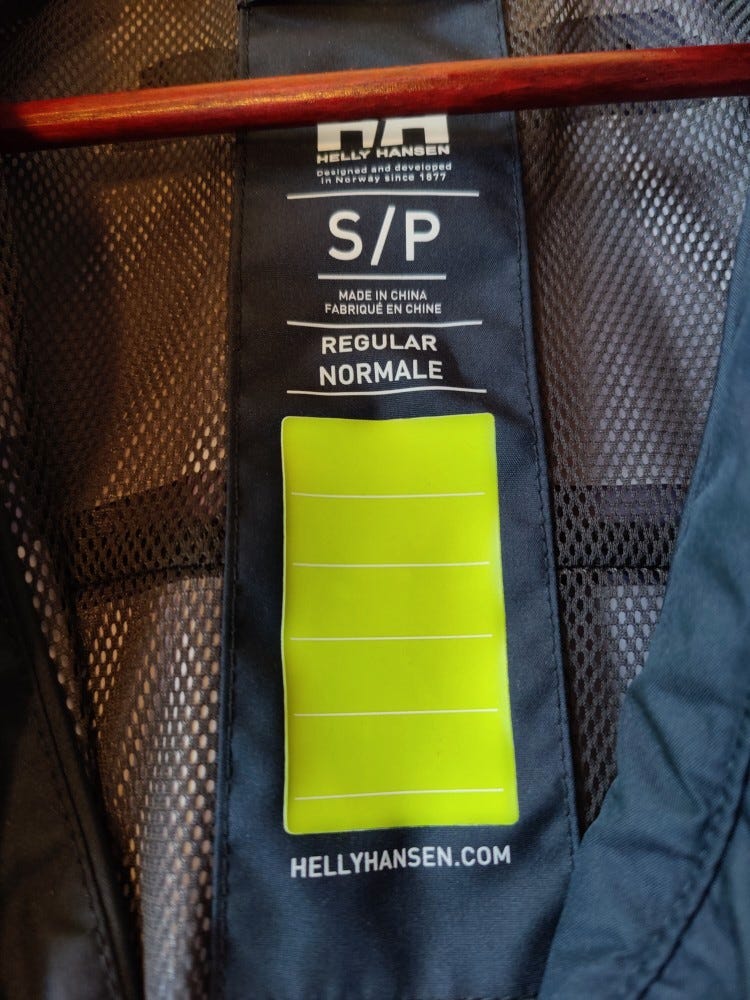 HH
HELLY HANSEN
Designed and developed
in Norway since 1877
S/P
MADE IN CHINA
FABRIQUÉ EN CHINE
REGULAR
NORMALE
HELLYHANSEN.COM